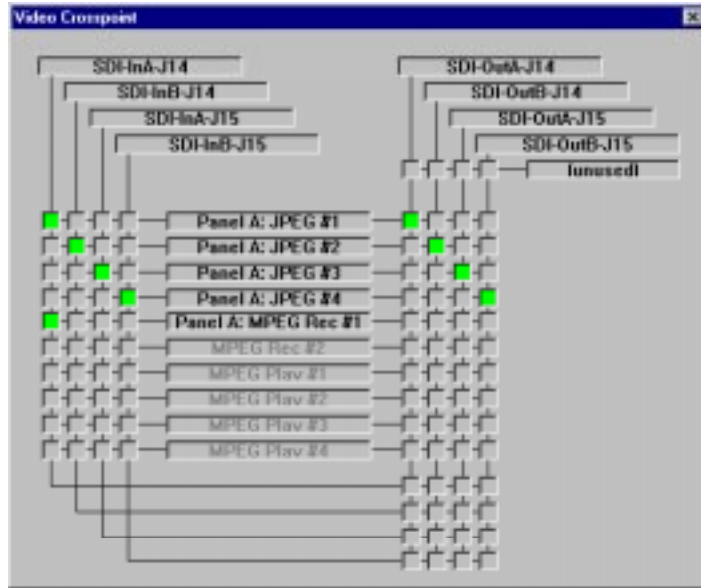 Video Crosspoint
SDI-InA-J14
SDI-OutA-J14
SDI-InB-J14
SDI-OutB-J14
SDI-InA-J15
SDI-OutA-J15
SDI-InB-J15
SDI-OutB-J15
[unused]
Panel A: JPEG #1
Panel A: JPEG #2
Panel A: JPEG #3
Panel A: JPEG #4
Panel A: MPEG Rec #1
MPEG Rec #2
MPEG Play #1
MPEG Play #2
MPEG Play #3
MPEG Play #4